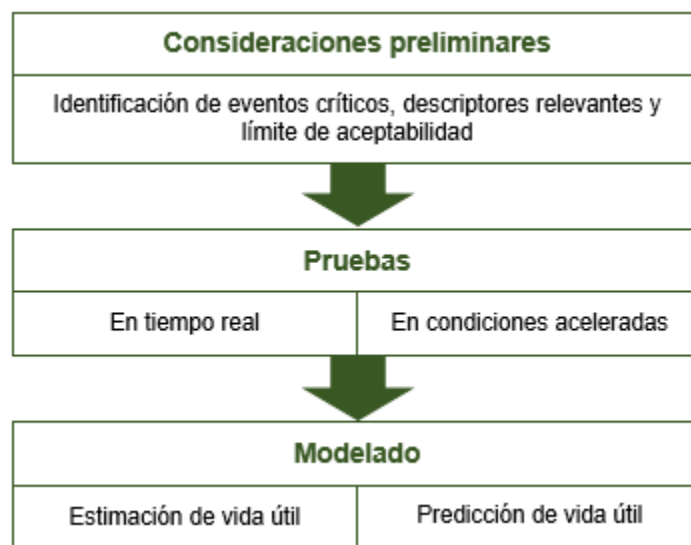 Consideraciones preliminares
Identificación de eventos críticos, descriptores relevantes y
límite de aceptabilidad
Pruebas
En tiempo real
En condiciones aceleradas
Modelado
Estimación de vida útil
Predicción de vida útil